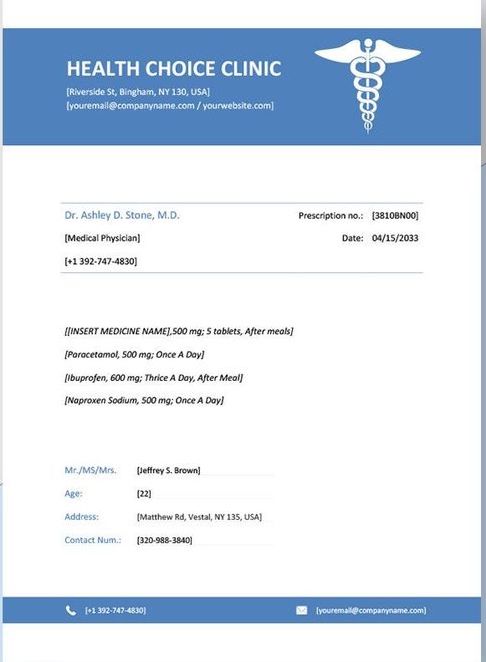 HEALTH CHOICE CLINIC
[Riverside St, Bingham, NY 130, USA]
[youremail@companyname.com / yourwebsite.com]
Dr. Ashley D. Stone, M.D. Prescription no.: [3810BN00]
[Medical Physician] Date: 04/15/2033
[+1 392-747-4830]
[[INSERT MEDICINE NAME],500 mg; 5 tablets, After meals]
[Paracetamol, 500 mg; Once A Day]
[Ibuprofen, 600 mg; Thrice A Day, After Meal]
[Naproxen Sodium, 500 mg; Once A Day]
Mr./MS/Mrs. [Jeffrey S. Brown]
Age: [22]
Address: [Matthew Rd, Vestal, NY 135, USA]
Contact Num.: [320-988-3840]
[+1 392-747-4830] [youremail@companyname.com]